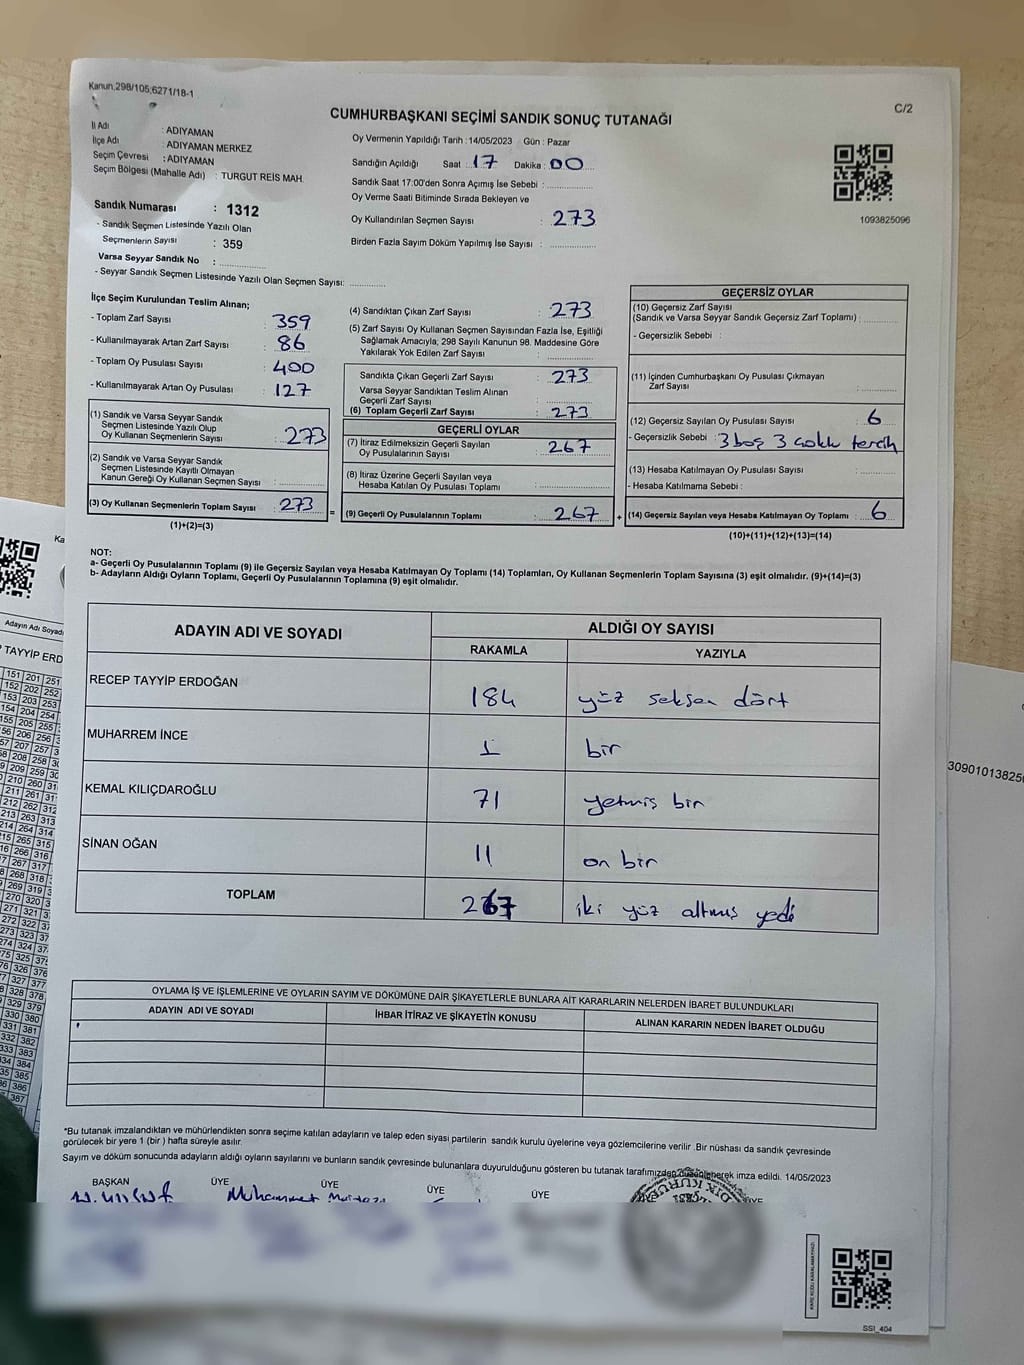 Kanun.298/105;6271/18-1
C/2
CUMHURBAŞKANI SEÇİMİ SANDIK SONUÇ TUTANAĞI
İl Adı : ADIYAMAN
İlçe Adı : ADIYAMAN MERKEZ
Seçim Çevresi : ADIYAMAN
Seçim Bölgesi (Mahalle Adı) : TURGUT REİS MAH.
Sandık Numarası : 1312
- Sandık Seçmen Listesinde Yazılı Olan
Seçmenlerin Sayısı : 359
Varsa Seyyar Sandık No :
- Seyyar Sandık Seçmen Listesinde Yazılı Olan Seçmen Sayısı:
Oy Vermenin Yapıldığı Tarih : 14/05/2023 Gün : Pazar
Sandığın Açıldığı Saat : 17 Dakika : 00
Sandık Saat 17:00'den Sonra Açımış İse Sebebi :
Oy Verme Saati Bitiminde Sırada Bekleyen ve
Oy Kullandırılan Seçmen Sayısı : 273
Birden Fazla Sayım Döküm Yapılmış İse Sayısı :
1093825096
İlçe Seçim Kurulundan Teslim Alınan;
- Toplam Zarf Sayısı : 359
- Kullanılmayarak Artan Zarf Sayısı : 86
- Toplam Oy Pusulası Sayısı : 400
- Kullanılmayarak Artan Oy Pusulası : 127
(1) Sandık ve Varsa Seyyar Sandık
Seçmen Listesinde Yazılı Olup
Oy Kullanan Seçmenlerin Sayısı : 273
(2) Sandık ve Varsa Seyyar Sandık
Seçmen Listesinde Kayıtlı Olmayan
Kanun Gereği Oy Kullanan Seçmen Sayısı :
(3) Oy Kullanan Seçmenlerin Toplam Sayısı : 273
(1)+(2)=(3)
(4) Sandıktan Çıkan Zarf Sayısı : 273
(5) Zarf Sayısı Oy Kullanan Seçmen Sayısından Fazla İse, Eşitliği
Sağlamak Amacıyla; 298 Sayılı Kanunun 98. Maddesine Göre
Yakılarak Yok Edilen Zarf Sayısı :
Sandıkta Çıkan Geçerli Zarf Sayısı : 273
Varsa Seyyar Sandıktan Teslim Alınan
Geçerli Zarf Sayısı :
(6) Toplam Geçerli Zarf Sayısı : 273
GEÇERLİ OYLAR
(7) İtiraz Edilmeksizin Geçerli Sayılan
Oy Pusulalarının Sayısı : 267
(8) İtiraz Üzerine Geçerli Sayılan veya
Hesaba Katılan Oy Pusulası Toplamı :
(9) Geçerli Oy Pusulalarının Toplamı : 267
GEÇERSİZ OYLAR
(10) Geçersiz Zarf Sayısı
(Sandık ve Varsa Seyyar Sandık Geçersiz Zarf Toplamı) :
- Geçersizlik Sebebi :
(11) İçinden Cumhurbaşkanı Oy Pusulası Çıkmayan
Zarf Sayısı :
(12) Geçersiz Sayılan Oy Pusulası Sayısı : 6
- Geçersizlik Sebebi : 3 boş 3 çoklu tercih
(13) Hesaba Katılmayan Oy Pusulası Sayısı :
- Hesaba Katılmama Sebebi :
(14) Geçersiz Sayılan veya Hesaba Katılmayan Oy Toplamı : 6
(10)+(11)+(12)+(13)=(14)
NOT:
a- Geçerli Oy Pusulalarının Toplamı (9) ile Geçersiz Sayılan veya Hesaba Katılmayan Oy Toplamı (14) Toplamları, Oy Kullanan Seçmenlerin Toplam Sayısına (3) eşit olmalıdır. (9)+(14)=(3)
b- Adayların Aldığı Oyların Toplamı, Geçerli Oy Pusulalarının Toplamına (9) eşit olmalıdır.
ADAYIN ADI VE SOYADI ALDIĞI OY SAYISI
RAKAMLA YAZIYLA
RECEP TAYYİP ERDOĞAN 184 yüz seksen dört
MUHARREM İNCE 1 bir
KEMAL KILIÇDAROĞLU 71 yetmiş bir
SİNAN OĞAN 11 on bir
TOPLAM 267 iki yüz altmış yedi
OYLAMA İŞ VE İŞLEMLERİNE VE OYLARIN SAYIM VE DÖKÜMÜNE DAİR ŞİKAYETLERLE BUNLARA AİT KARARLARIN NELERDEN İBARET BULUNDUKLARI
ADAYIN ADI VE SOYADI İHBAR İTİRAZ VE ŞİKAYETİN KONUSU ALINAN KARARIN NEDEN İBARET OLDUĞU
*Bu tutanak imzalandıktan ve mühürlendikten sonra seçime katılan adayların ve talep eden siyasi partilerin sandık kurulu üyelerine veya gözlemcilerine verilir .Bir nüshası da sandık çevresinde
görülecek bir yere 1 (bir ) hafta süreyle asılır.
Sayım ve döküm sonucunda adayların aldığı oyların sayılarını ve bunların sandık çevresinde bulunanlara duyurulduğunu gösteren bu tutanak tarafımızdan düzenlenerek imza edildi. 14/05/2023
BAŞKAN ÜYE ÜYE ÜYE ÜYE
Muhammet
SSI_404
Adayın Adı Soyadı